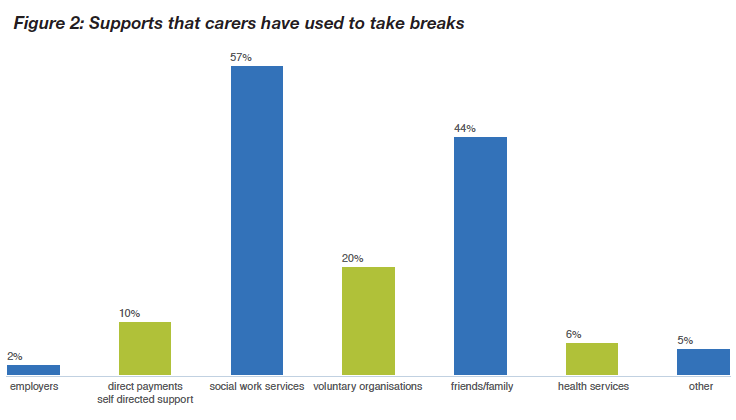 Figure 2: Supports that carers have used to take breaks
57%
44%
20%
10%
6%
5%
2%
employers
direct payments
self directed support
social work services
voluntary organisations
friends/family
health services
other